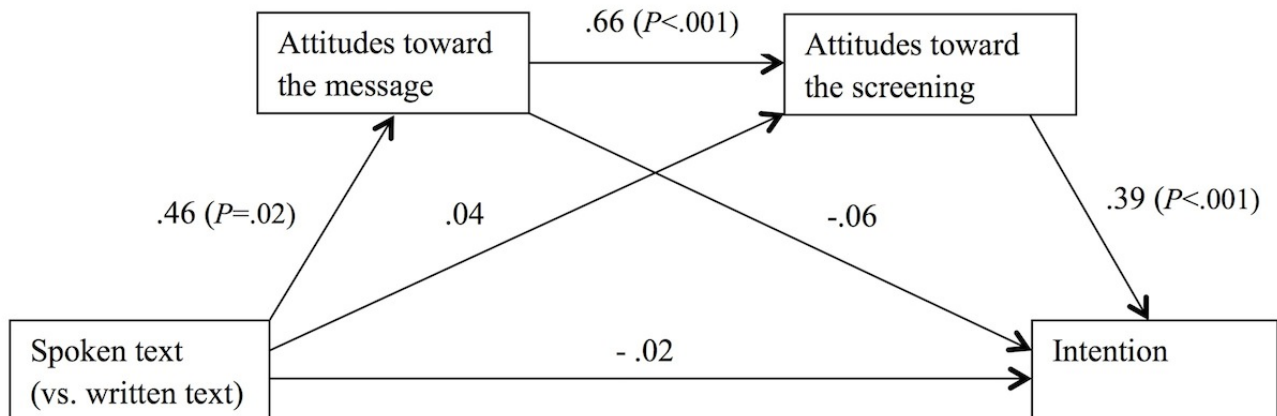 .66 (P<.001)
Attitudes toward
the message
Attitudes toward
the screening
.46 (P=.02)
.04
-.06
.39 (P<.001)
Spoken text
(vs. written text)
- .02
Intention